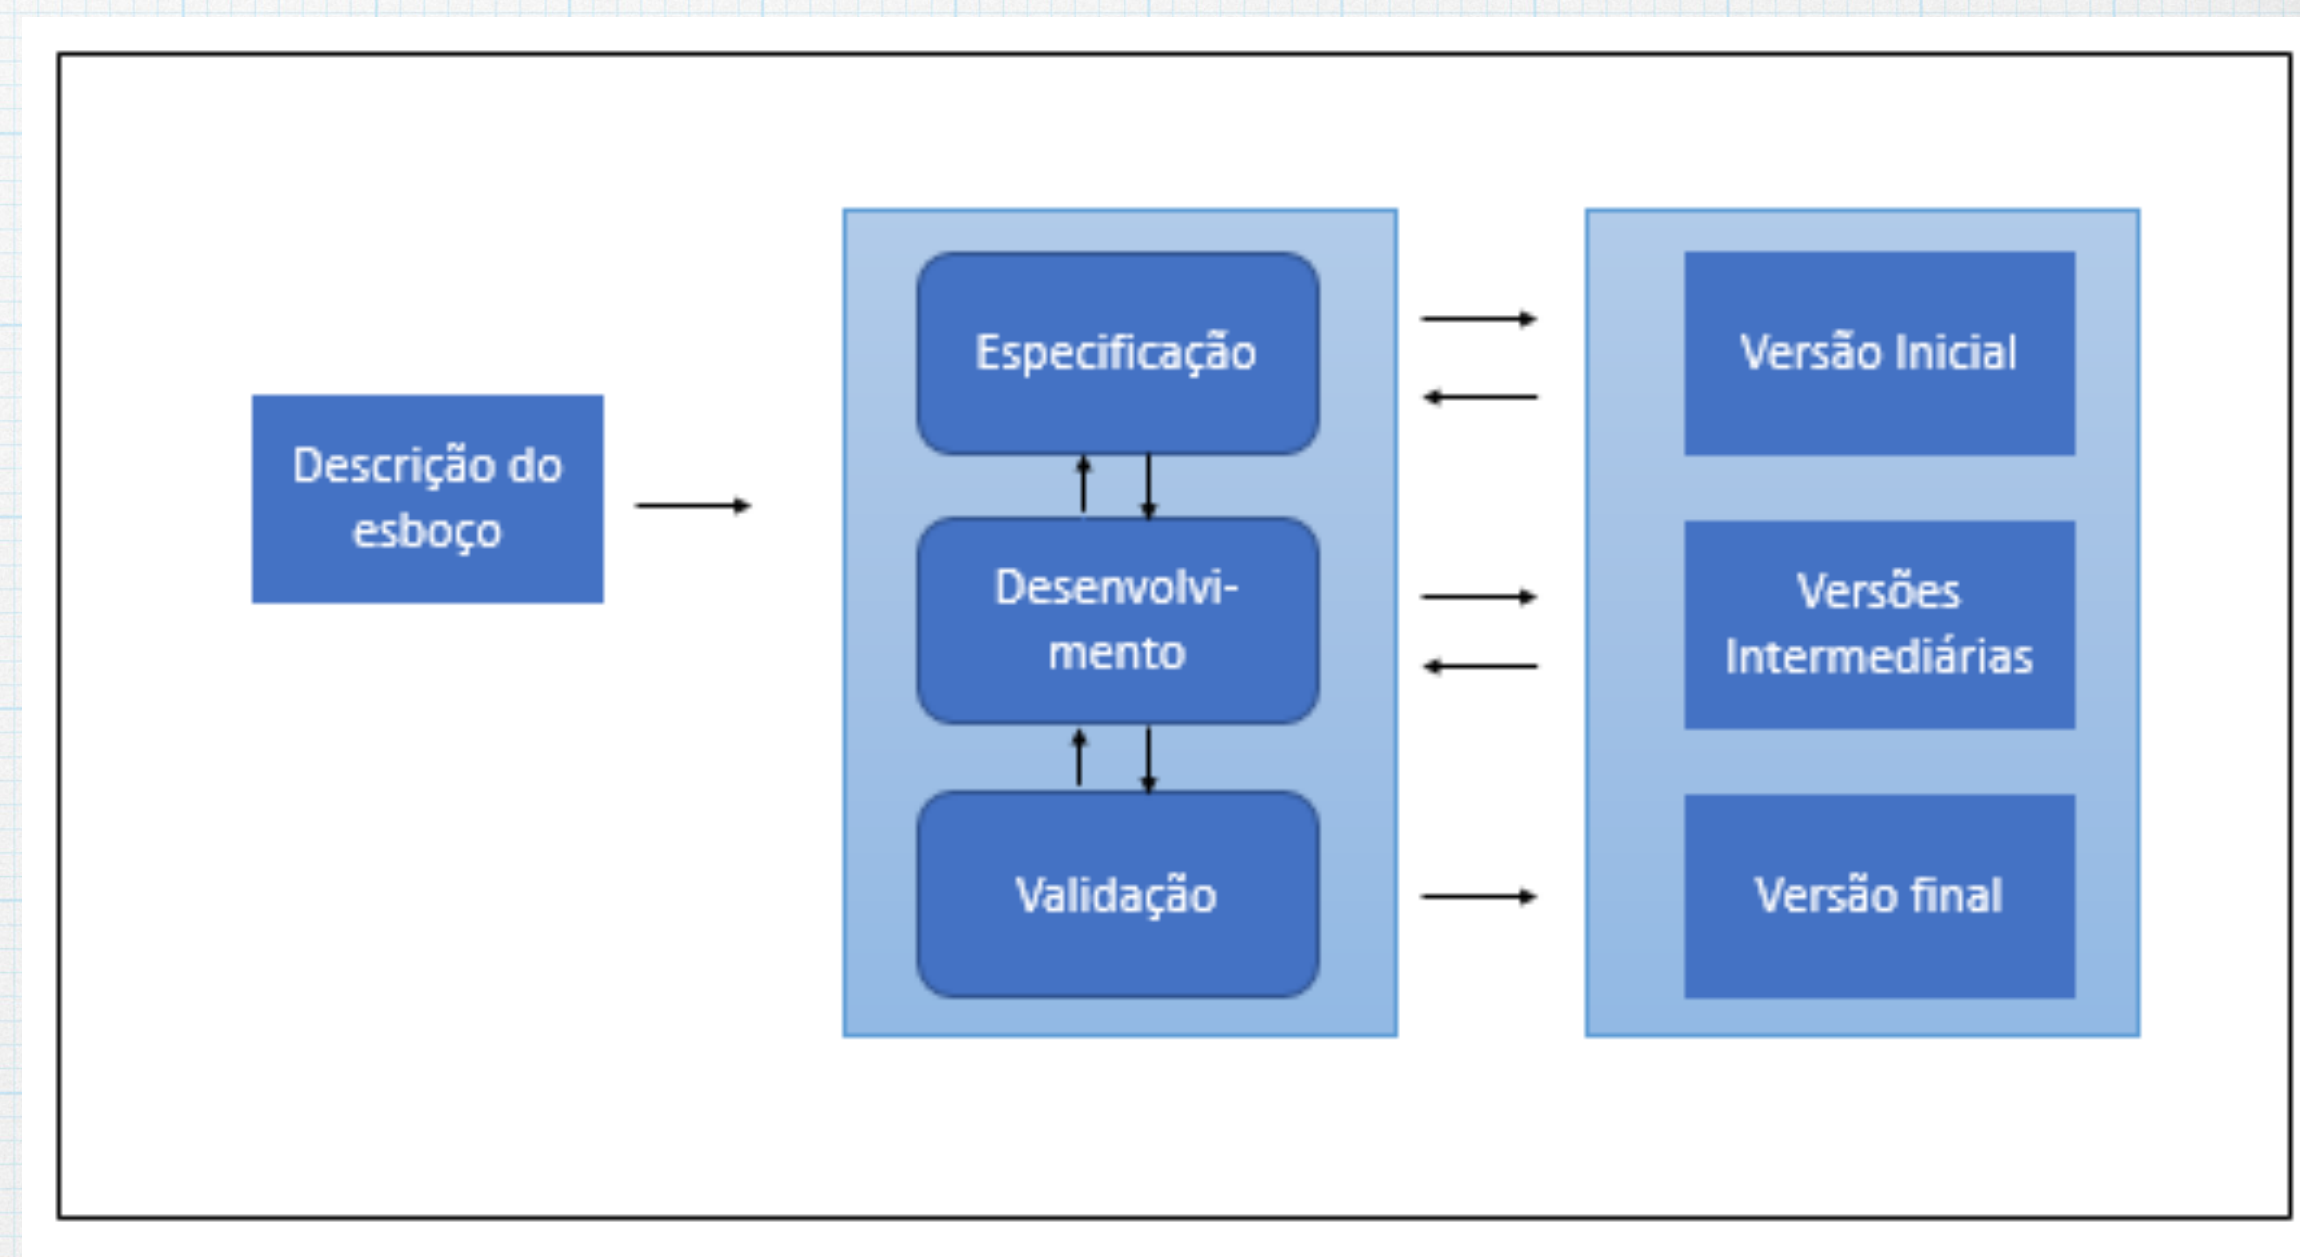 Descrição do
esboço
Especificação
Desenvolvi-
mento
Validação
Versão Inicial
Versões
Intermediárias
Versão final